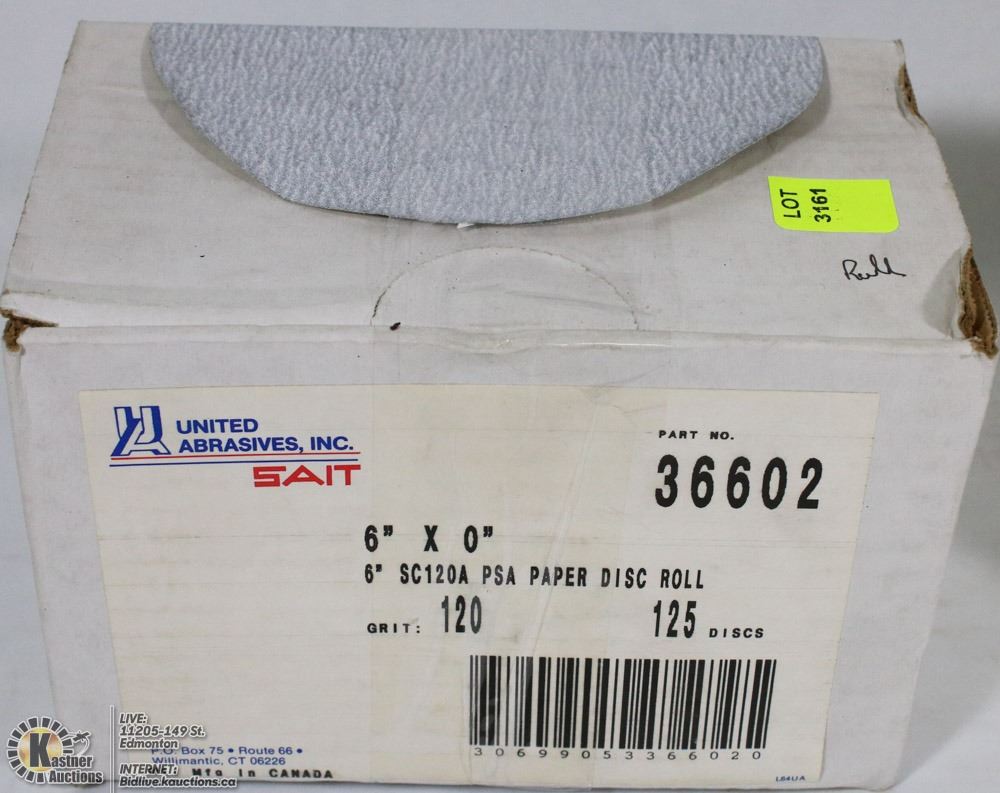 LOT
3161
Roll
UNITED
ABRASIVES, INC.
SAIT
PART NO.
36602
6" X 0"
6" SC120A PSA PAPER DISC ROLL
GRIT: 120
125 DISCS
30699053366020
P.O. Box 75 • Route 66 •
Willimantic, CT 06226
Mfg in CANADA
L64UA
LIVE:
11205-149 St.
Edmonton
INTERNET:
Bidlive.kauctions.ca
K
Kastner
Auctions